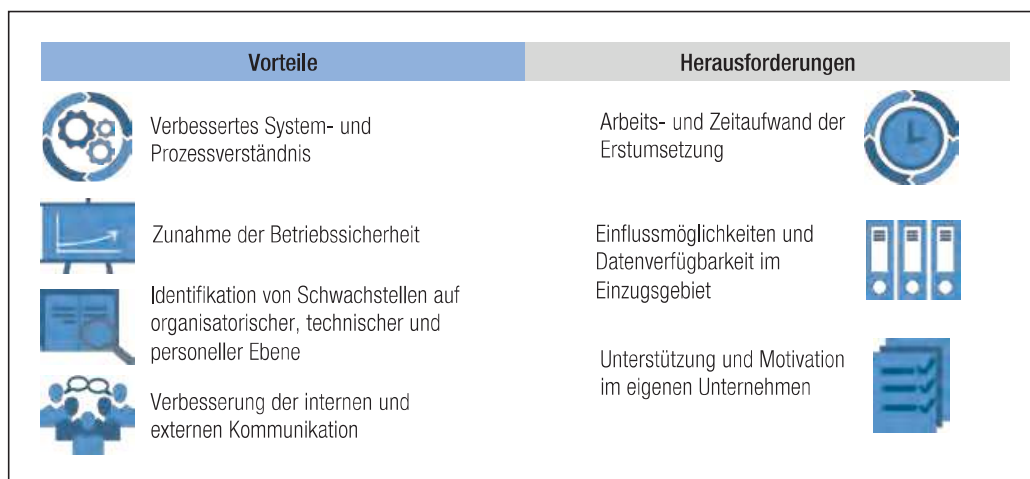 Vorteile
Herausforderungen
Verbessertes System- und
Prozessverständnis
Zunahme der Betriebssicherheit
Identifikation von Schwachstellen auf
organisatorischer, technischer und
personeller Ebene
Verbesserung der internen und
externen Kommunikation
Arbeits- und Zeitaufwand der
Erstumsetzung
Einflussmöglichkeiten und
Datenverfügbarkeit im
Einzugsgebiet
Unterstützung und Motivation
im eigenen Unternehmen